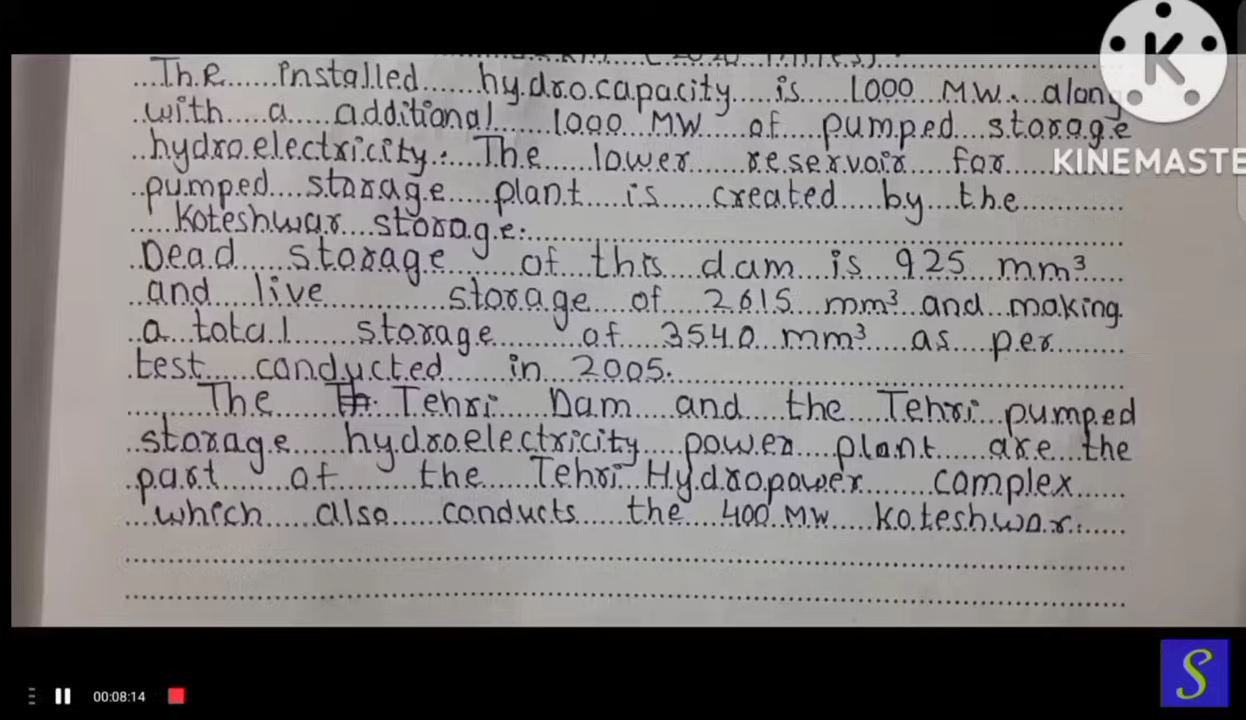 The installed hydrocapacity is 1000 MW. along
with a additional 1000 MW of pumped storage
hydroelectricity. The lower reservoir for
pumped storage plant is created by the
Koteshwar storage.
Dead storage of this dam is 925 mm³
and live storage of 2615 mm³ and making
a total storage of 3540 mm³ as per
test conducted in 2005.
The Th Tehri Dam and the Tehri pumped
storage hydroelectricity power plant are the
part of the Tehri Hydropower complex
which also conducts the 400 MW Koteshwar.
K
KINEMASTE
S
00:08:14